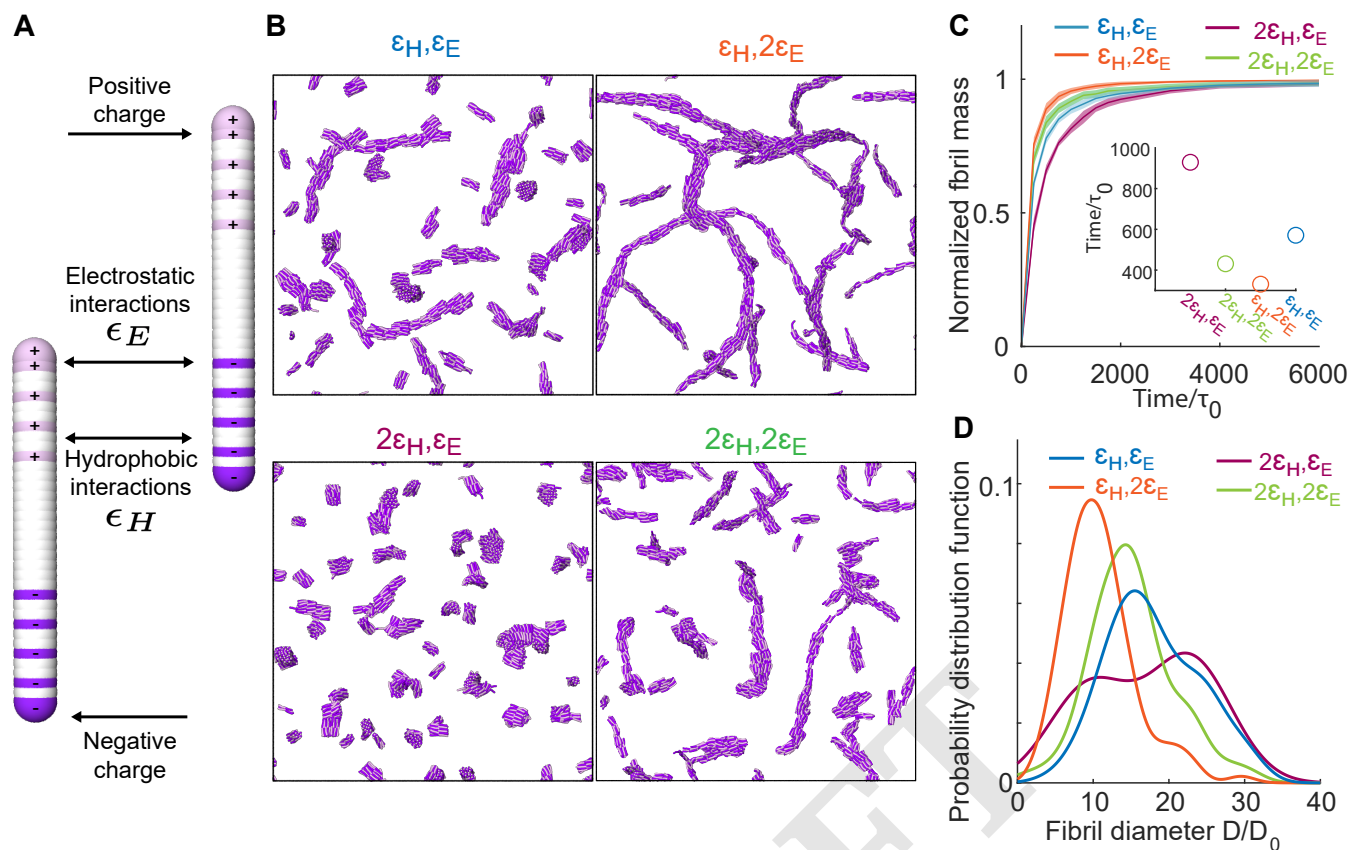 A
Positive
charge
+
+
+
+
+
Electrostatic
interactions
ϵE
+
+
+
+
+
-
-
-
-
-
Hydrophobic
interactions
ϵH
-
-
-
-
-
Negative
charge
B
εH,εE
εH,2εE
2εH,εE
2εH,2εE
C
εH,εE
2εH,εE
εH,2εE
2εH,2εE
Normalized fbril mass
1
0.5
0
0
2000
4000
6000
Time/τ0
Time/τ0
1000
800
600
400
2εH,εE
2εH,2εE
εH,2εE
εH,εE
D
εH,εE
2εH,εE
εH,2εE
2εH,2εE
Probability distribution function
0.1
0
0
10
20
30
40
Fibril diameter D/D0